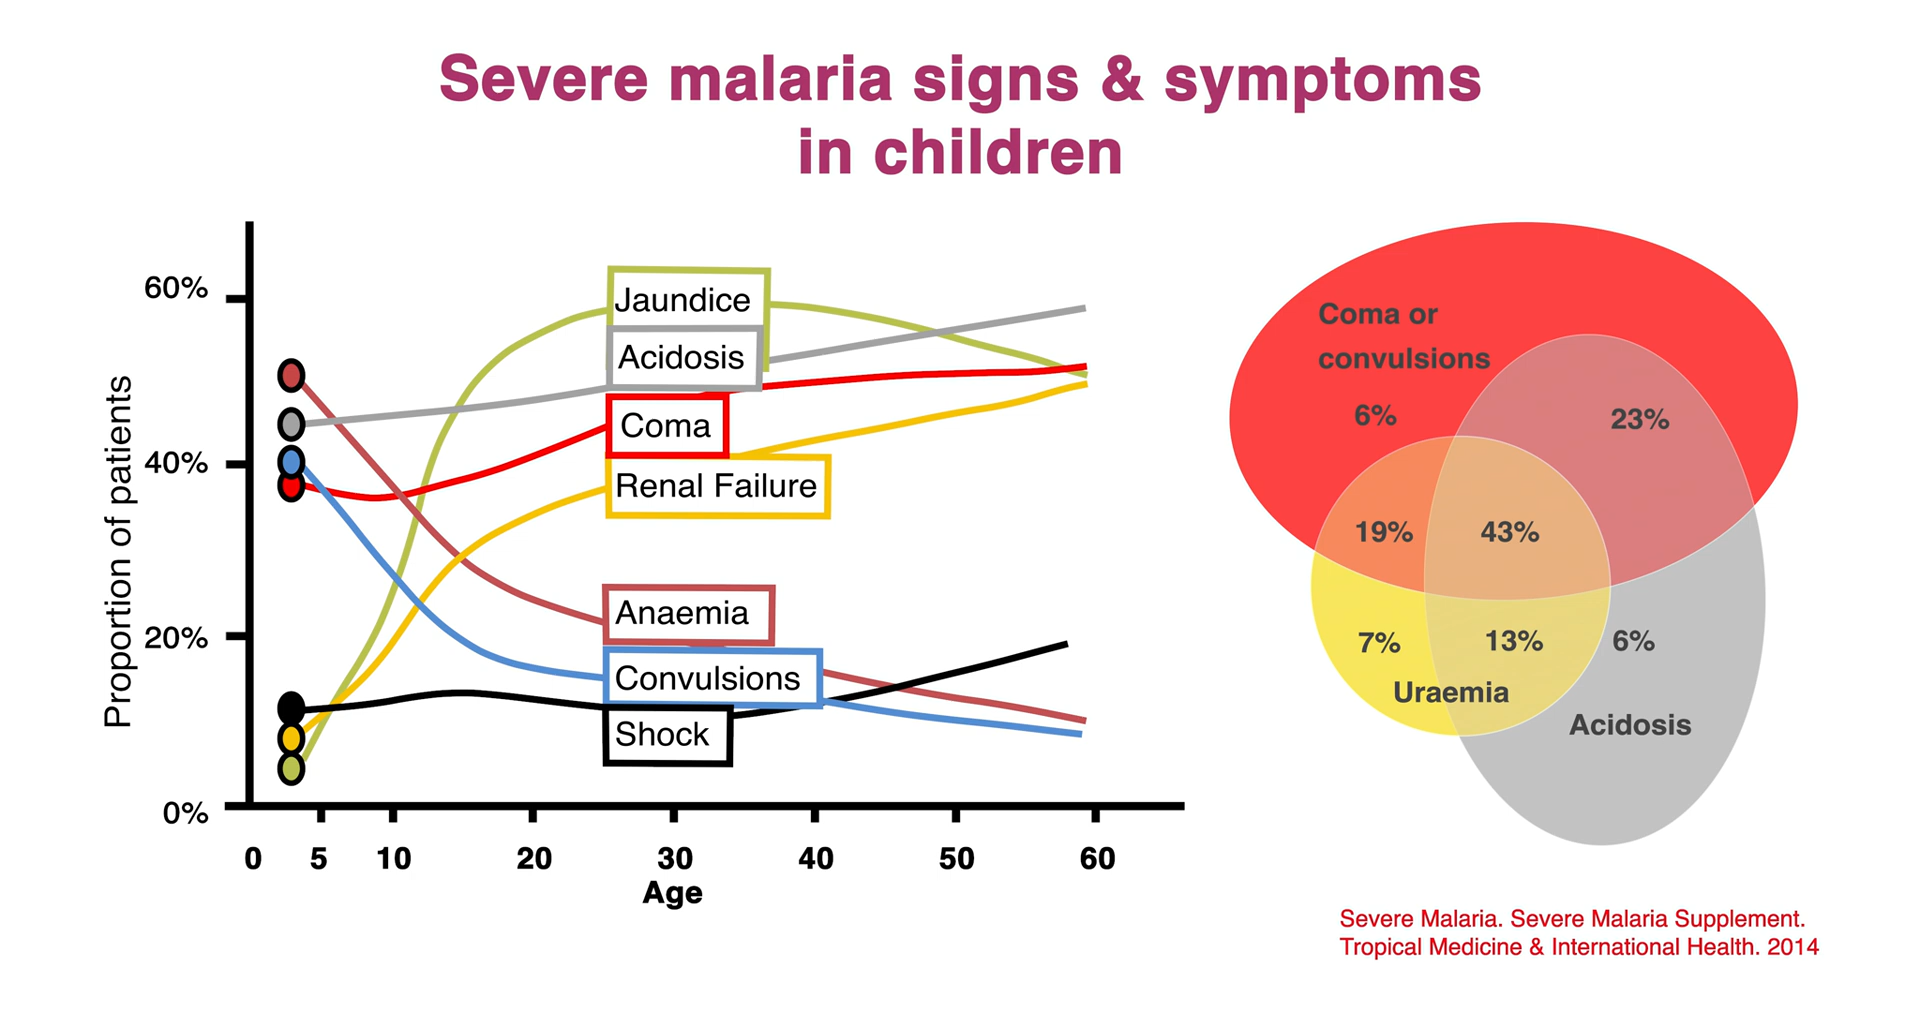 Severe malaria signs & symptoms
in children
Proportion of patients
60%
40%
20%
0%
Jaundice
Acidosis
Coma
Renal Failure
Anaemia
Convulsions
Shock
0 5 10 20 30 40 50 60
Age
Coma or
convulsions
6%
23%
19%
43%
7%
13%
6%
Uraemia
Acidosis
Severe Malaria. Severe Malaria Supplement.
Tropical Medicine & International Health. 2014